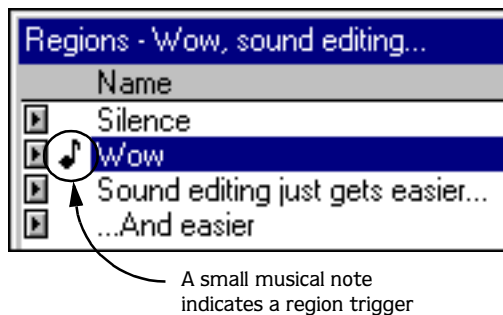 Regions - Wow, sound editing...
Name
Silence
Wow
Sound editing just gets easier...
...And easier
A small musical note
indicates a region trigger